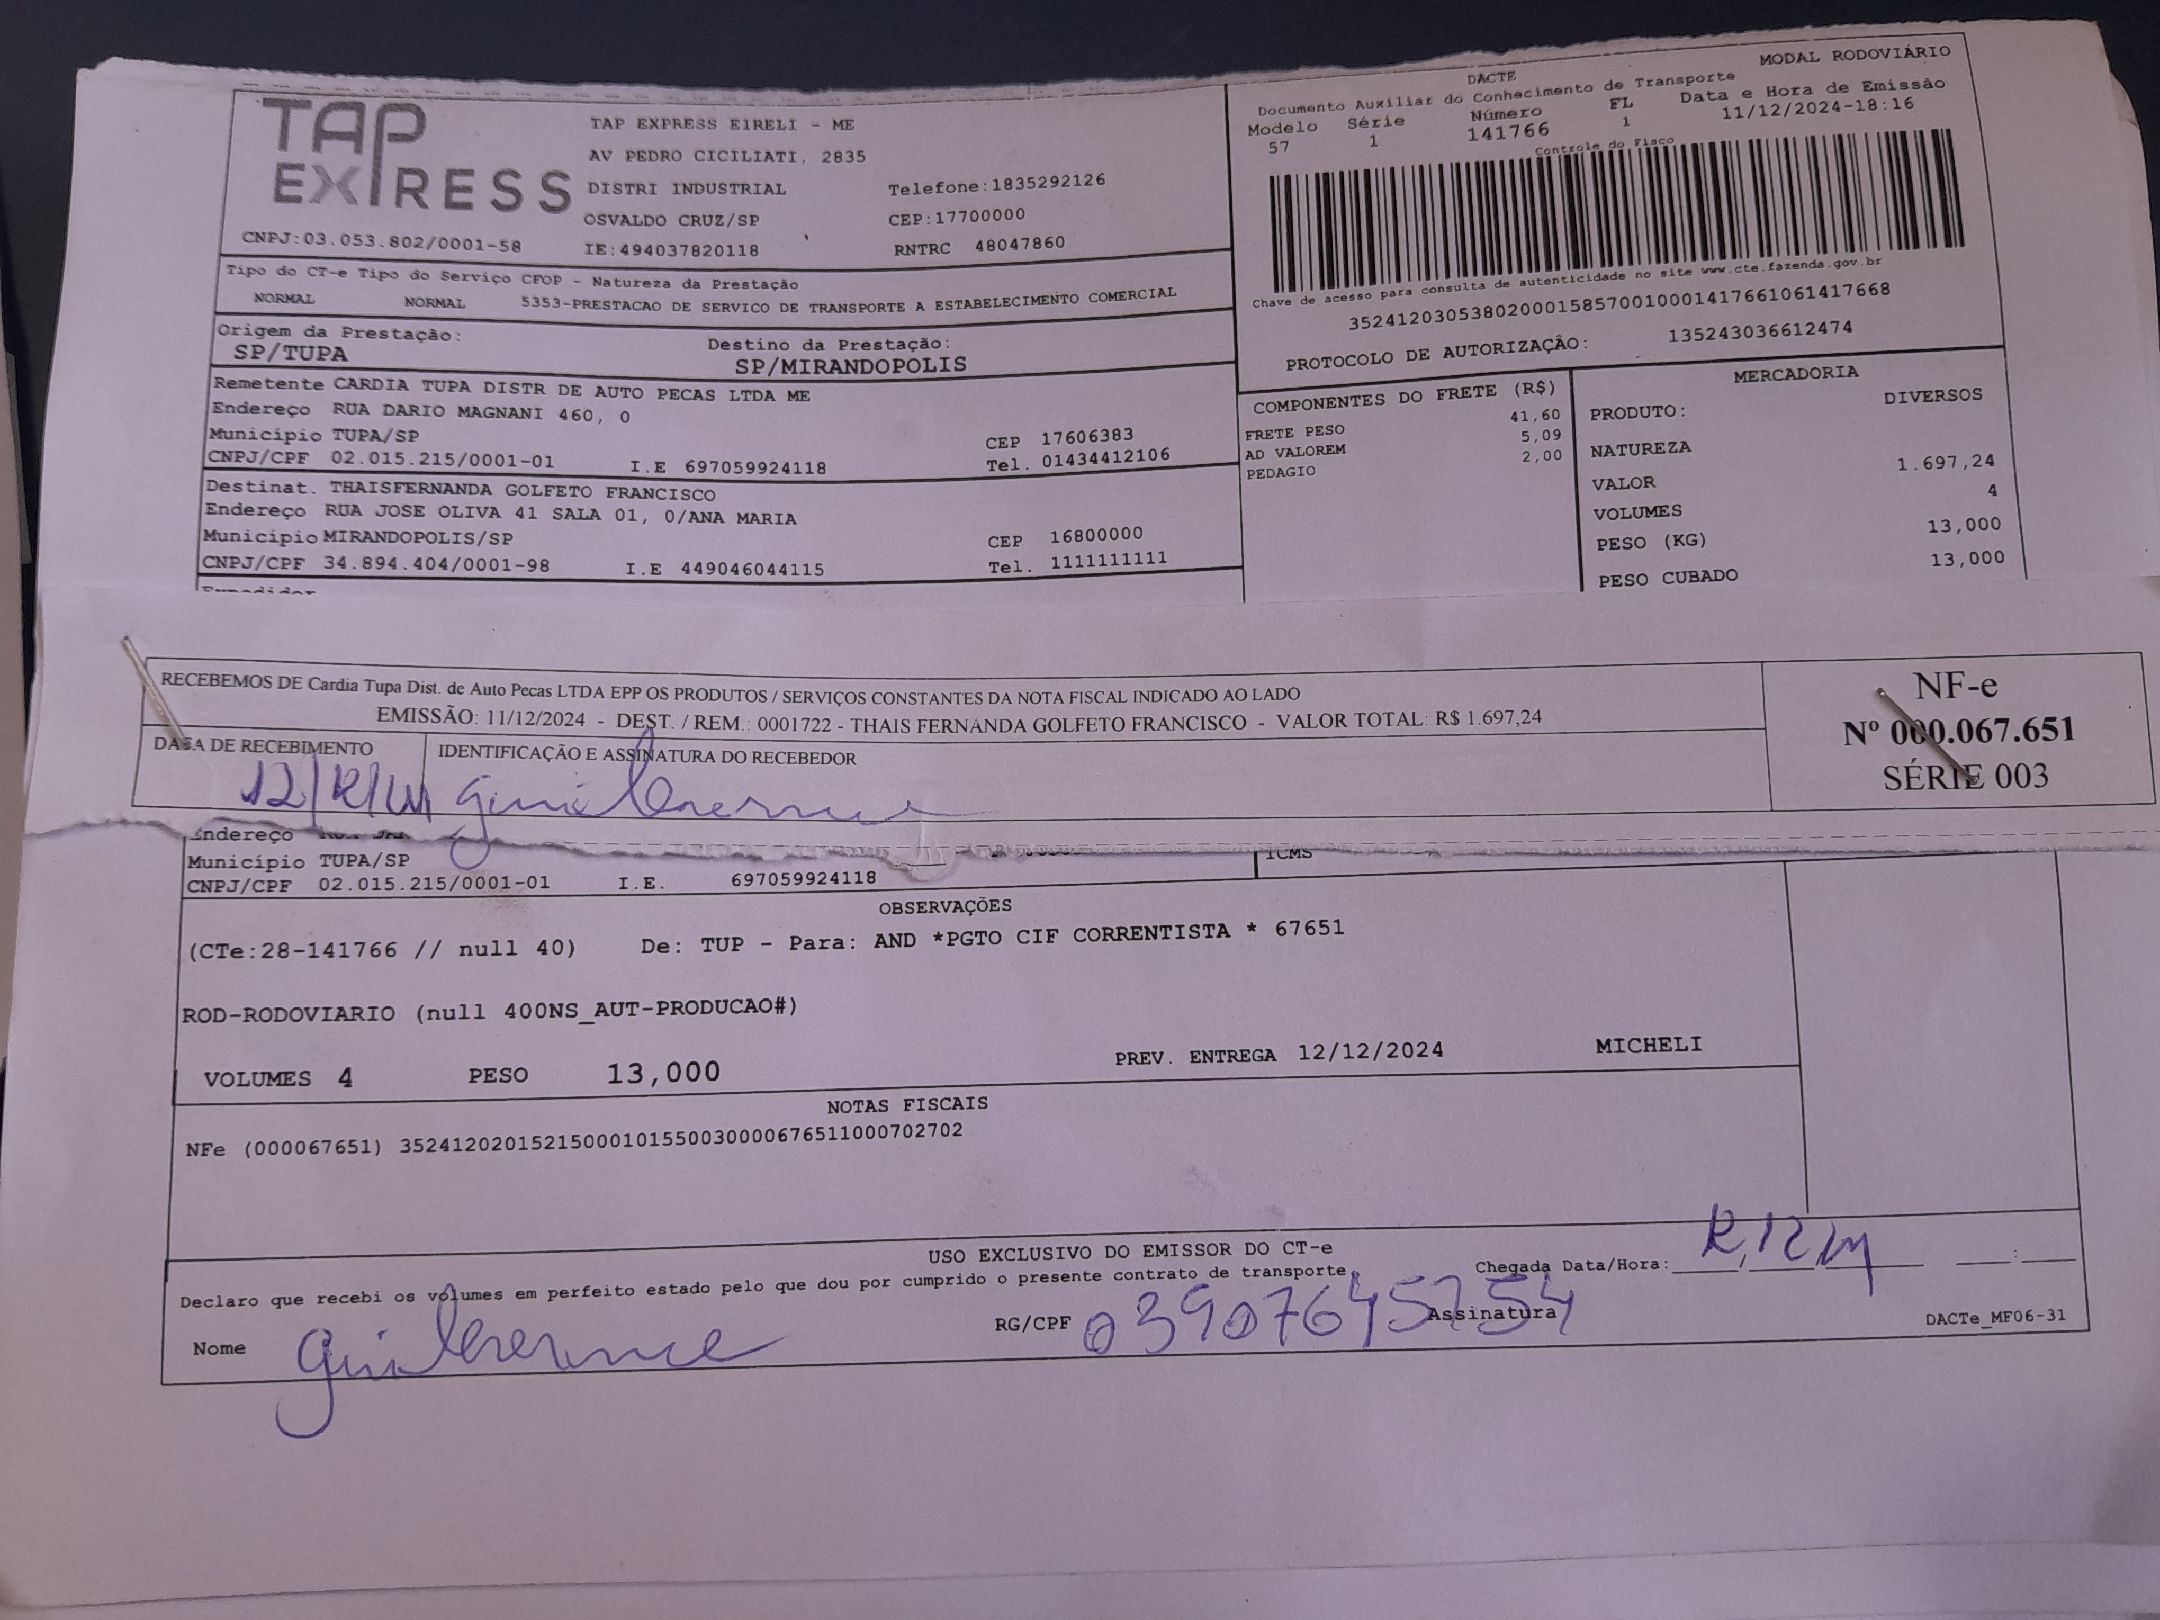 TAP EXPRESS
TAP EXPRESS EIRELI - ME
AV PEDRO CICILIATI, 2835
DISTRI INDUSTRIAL Telefone:1835292126
OSVALDO CRUZ/SP CEP:17700000
CNPJ:03.053.802/0001-58 IE:494037820118 RNTRC 48047860
MODAL RODOVIÁRIO
DACTE
Documento Auxiliar do Conhecimento de Transporte
Modelo Série Número FL Data e Hora de Emissão
57 1 141766 1 11/12/2024-18:16
Controle do Fisco
Chave de acesso para consulta de autenticidade no site www.cte.fazenda.gov.br
35241203053802000158570010001417661061417668
PROTOCOLO DE AUTORIZAÇÃO: 135243036612474
Tipo do CT-e Tipo do Serviço CFOP - Natureza da Prestação
NORMAL NORMAL 5353-PRESTACAO DE SERVICO DE TRANSPORTE A ESTABELECIMENTO COMERCIAL
Origem da Prestação: Destino da Prestação:
SP/TUPA SP/MIRANDOPOLIS
Remetente CARDIA TUPA DISTR DE AUTO PECAS LTDA ME
Endereço RUA DARIO MAGNANI 460, 0
Município TUPA/SP CEP 17606383
CNPJ/CPF 02.015.215/0001-01 I.E 697059924118 Tel. 01434412106
Destinat. THAISFERNANDA GOLFETO FRANCISCO
Endereço RUA JOSE OLIVA 41 SALA 01, 0/ANA MARIA
Município MIRANDOPOLIS/SP CEP 16800000
CNPJ/CPF 34.894.404/0001-98 I.E 449046044115 Tel. 1111111111
COMPONENTES DO FRETE (R$)
FRETE PESO 41,60
AD VALOREM 5,09
PEDAGIO 2,00
MERCADORIA
PRODUTO: DIVERSOS
NATUREZA
VALOR 1.697,24
VOLUMES 4
PESO (KG) 13,000
PESO CUBADO 13,000
RECEBEMOS DE Cardia Tupa Dist. de Auto Pecas LTDA EPP OS PRODUTOS / SERVIÇOS CONSTANTES DA NOTA FISCAL INDICADO AO LADO
EMISSÃO: 11/12/2024 - DEST. / REM.: 0001722 - THAIS FERNANDA GOLFETO FRANCISCO - VALOR TOTAL: R$ 1.697,24
DATA DE RECEBIMENTO IDENTIFICAÇÃO E ASSINATURA DO RECEBEDOR
NF-e
Nº 000.067.651
SÉRIE 003
Endereço
Município TUPA/SP
ICMS
CNPJ/CPF 02.015.215/0001-01 I.E. 697059924118
OBSERVAÇÕES
(CTe:28-141766 // null 40) De: TUP - Para: AND *PGTO CIF CORRENTISTA * 67651
ROD-RODOVIARIO (null 400NS_AUT-PRODUCAO#)
VOLUMES 4 PESO 13,000 PREV. ENTREGA 12/12/2024 MICHELI
NOTAS FISCAIS
NFe (000067651) 35241202015215000101550030000676511000702702
USO EXCLUSIVO DO EMISSOR DO CT-e
Declaro que recebi os volumes em perfeito estado pelo que dou por cumprido o presente contrato de transporte. Chegada Data/Hora: :
Nome RG/CPF 03907645754 Assinatura
DACTe_MF06-31